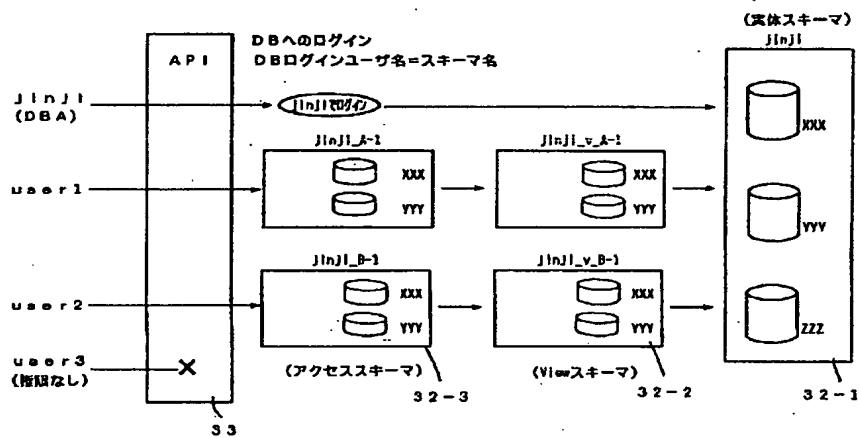 (実体スキーマ)
jinji
DBへのログイン
DBログインユーザ名=スキーマ名
API
jinji
(DBA)
jinjiでログイン
XXX
jinji_A-1
jinji_v_A-1
user1
XXX
YYY
XXX
YYY
YYY
jinji_B-1
jinji_v_B-1
user2
XXX
YYY
XXX
YYY
ZZZ
user3
(権限なし)
(アクセススキーマ)
(Viewスキーマ)
33
32-3
32-2
32-1